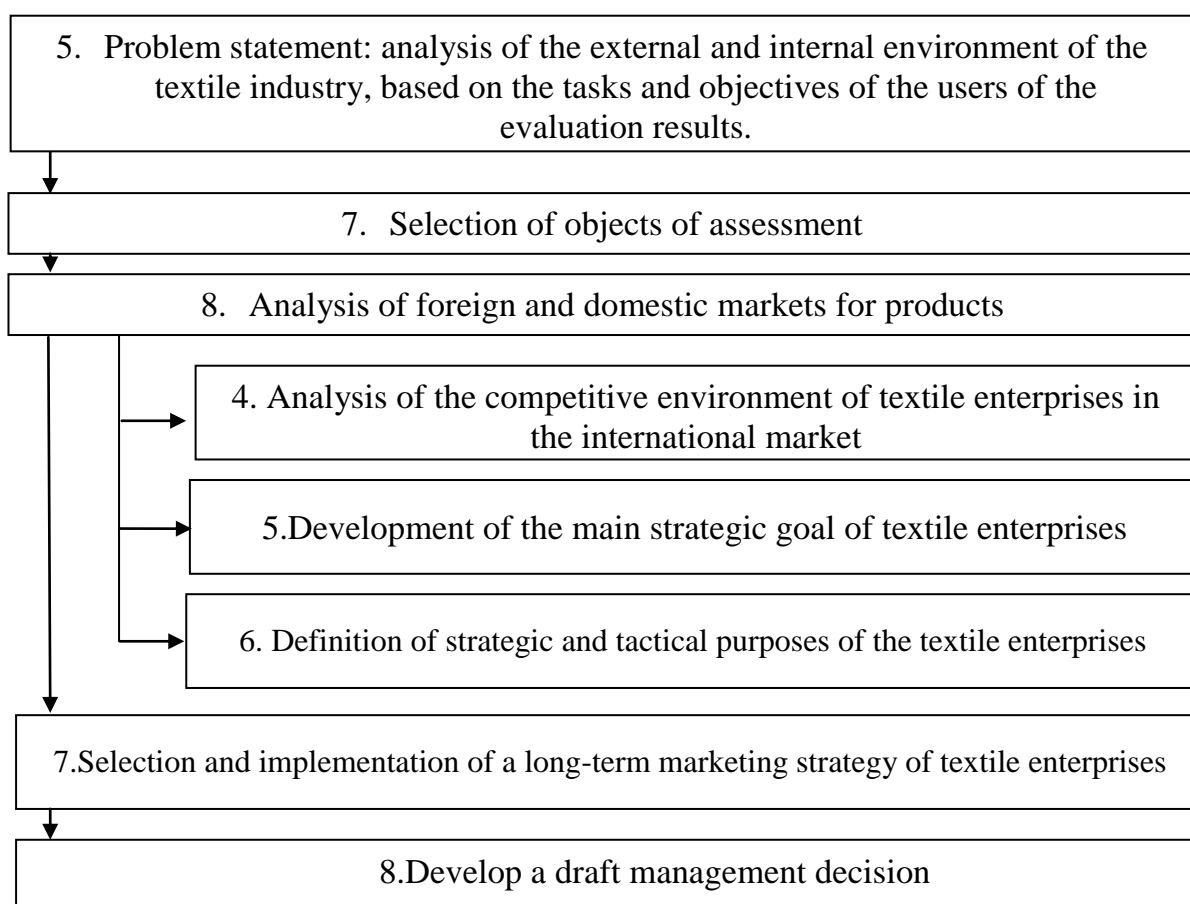 5. Problem statement: analysis of the external and internal environment of the
textile industry, based on the tasks and objectives of the users of the
evaluation results.
7. Selection of objects of assessment
8. Analysis of foreign and domestic markets for products
4. Analysis of the competitive environment of textile enterprises in
the international market
5.Development of the main strategic goal of textile enterprises
6. Definition of strategic and tactical purposes of the textile enterprises
7.Selection and implementation of a long-term marketing strategy of textile enterprises
8.Develop a draft management decision